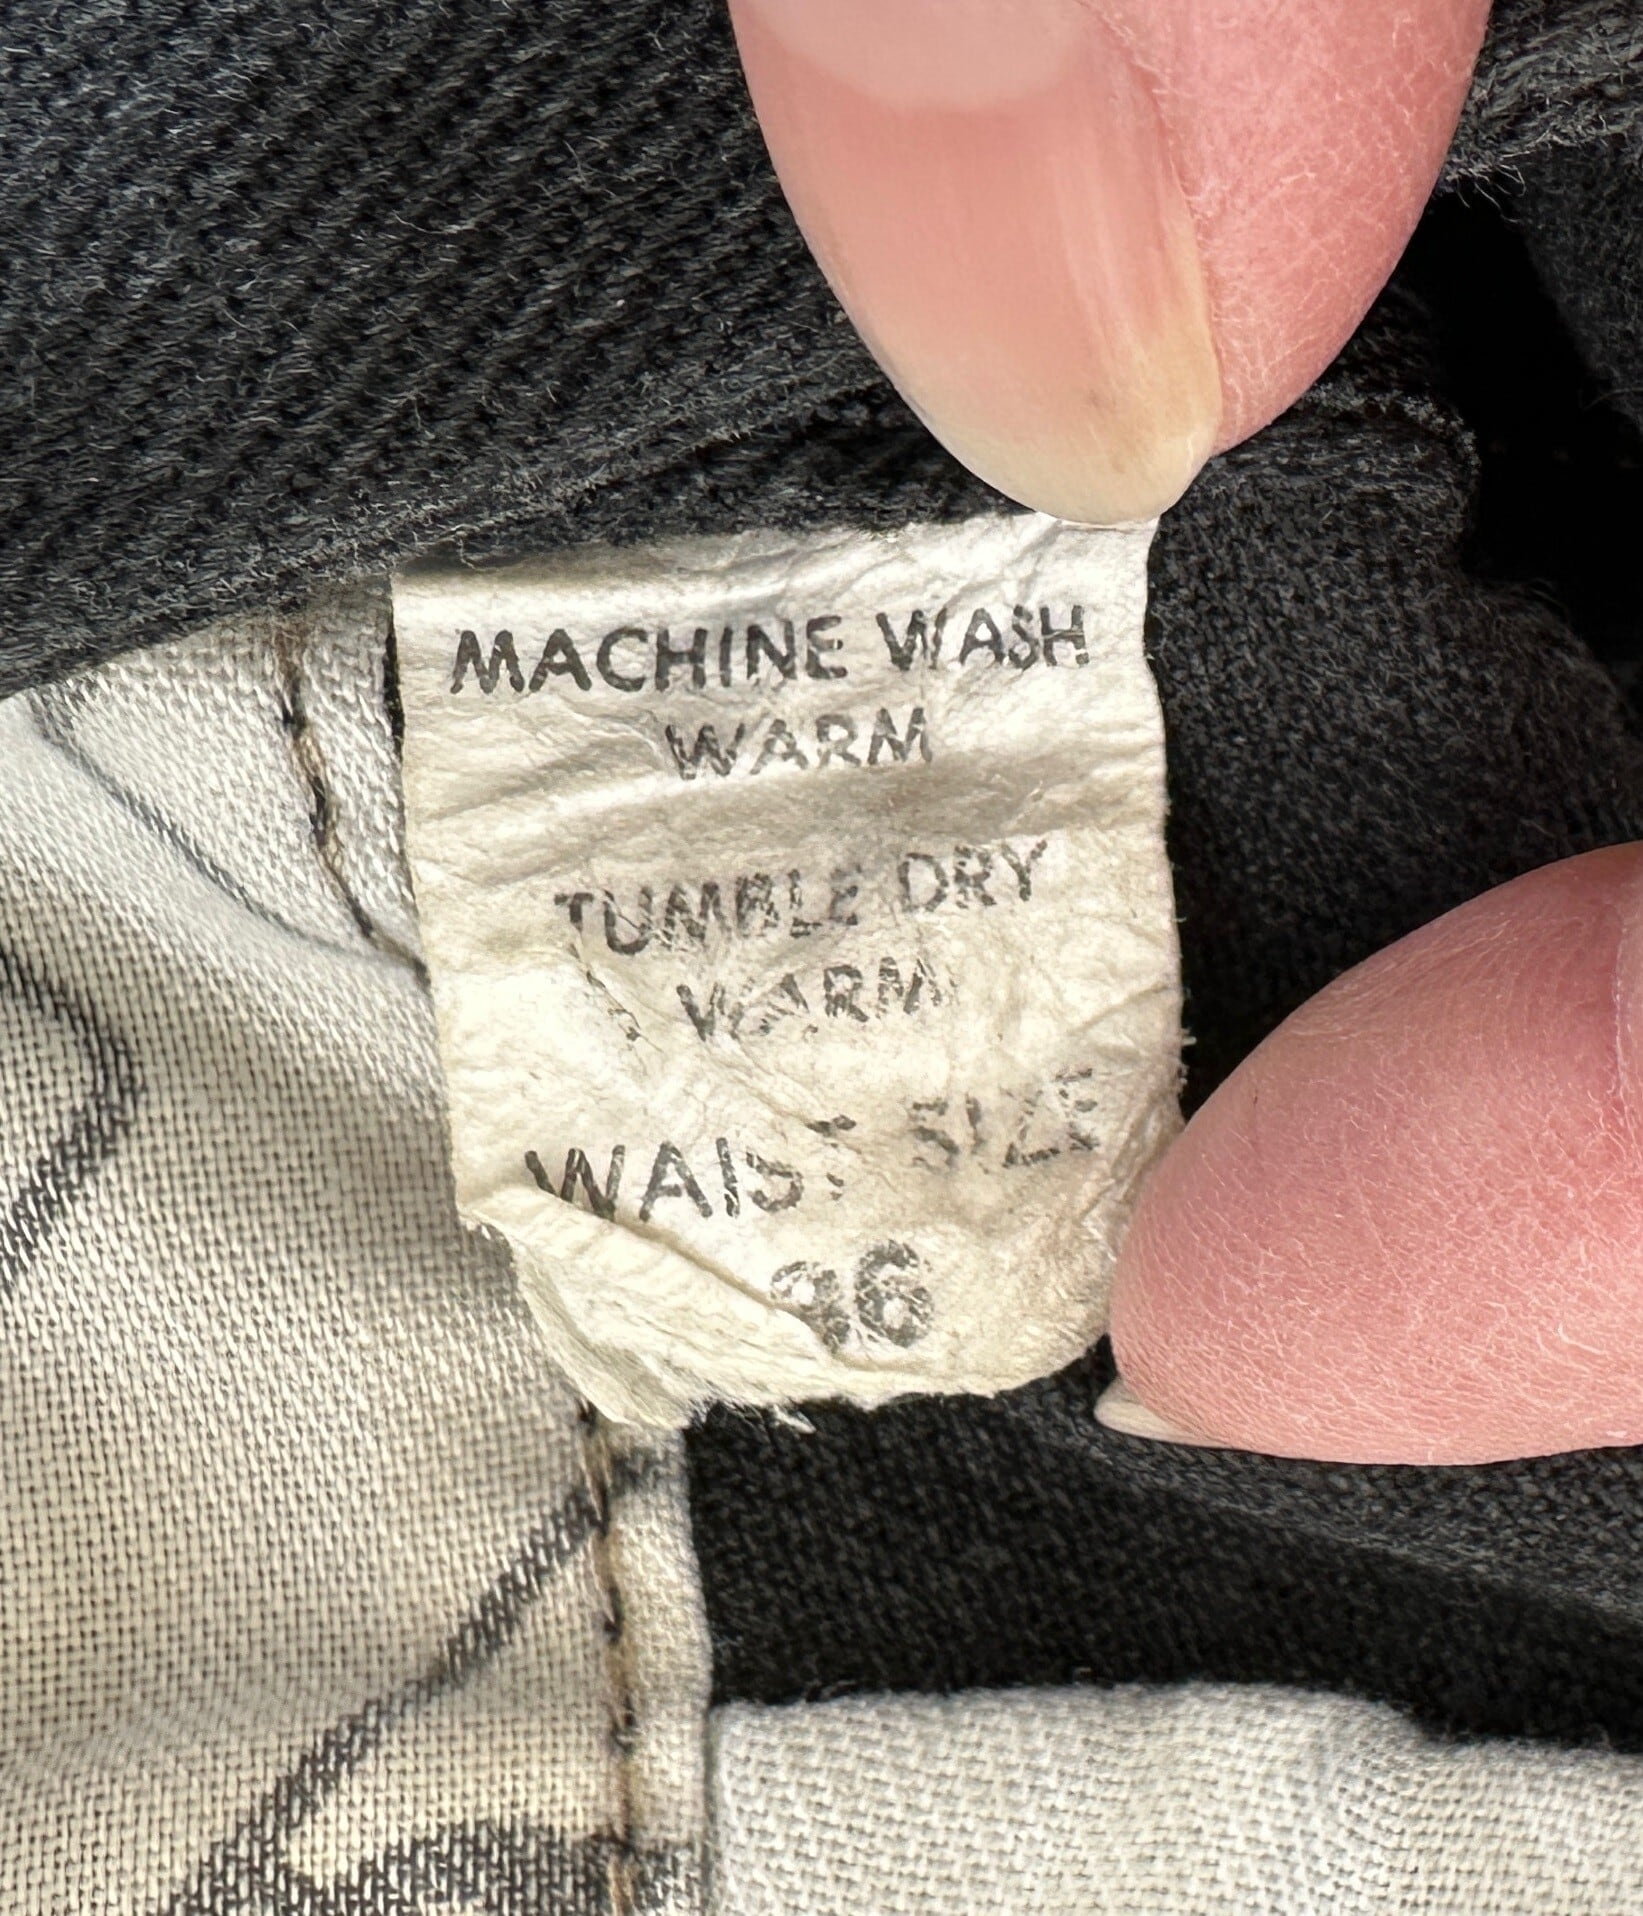 MACHINE WASH
WARM
TUMBLE DRY
WARM
WAIST SIZE
36